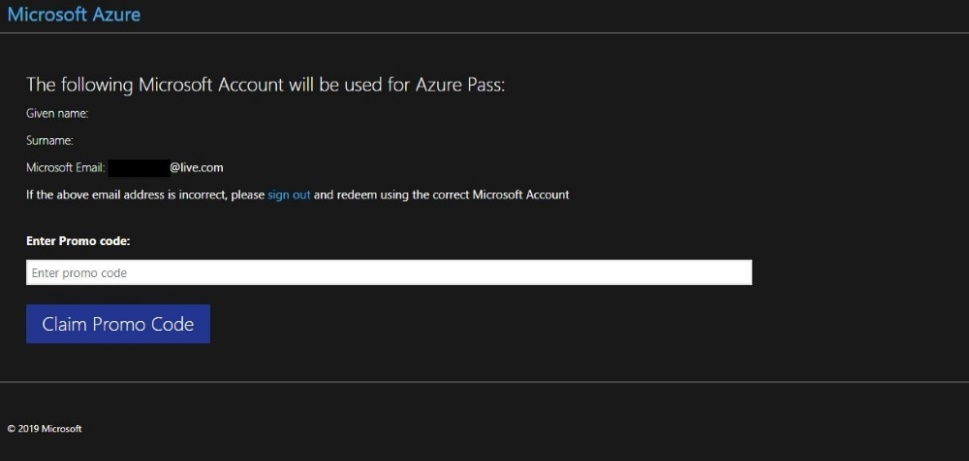 Microsoft Azure
The following Microsoft Account will be used for Azure Pass:
Given name:
Surname:
Microsoft Email: @live.com
If the above email address is incorrect, please sign out and redeem using the correct Microsoft Account
Enter Promo code:
Enter promo code
Claim Promo Code
© 2019 Microsoft